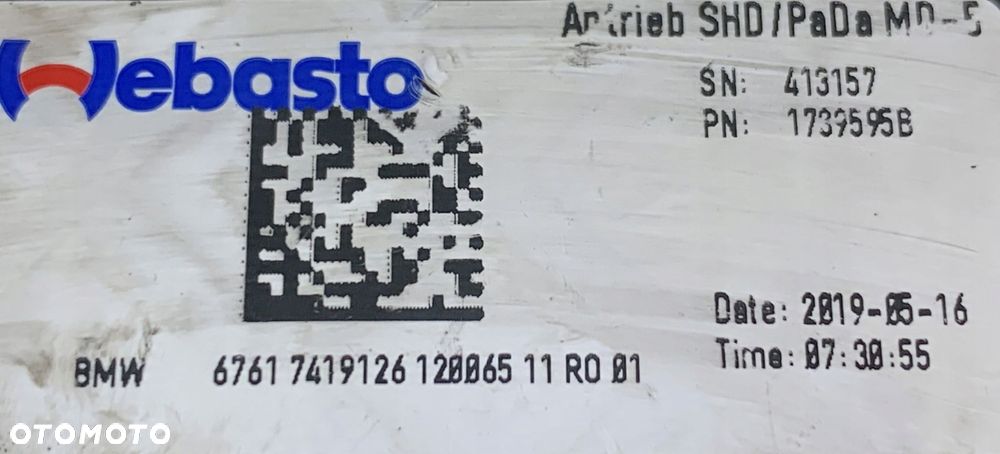 Antrieb SHD/PaDa MO-5
Webasto
SN: 413157
PN: 1739595B
Date: 2019-05-16
Time: 07:30:55
BMW 6761 7419126 120065 11 RO 01
OTOMOTO